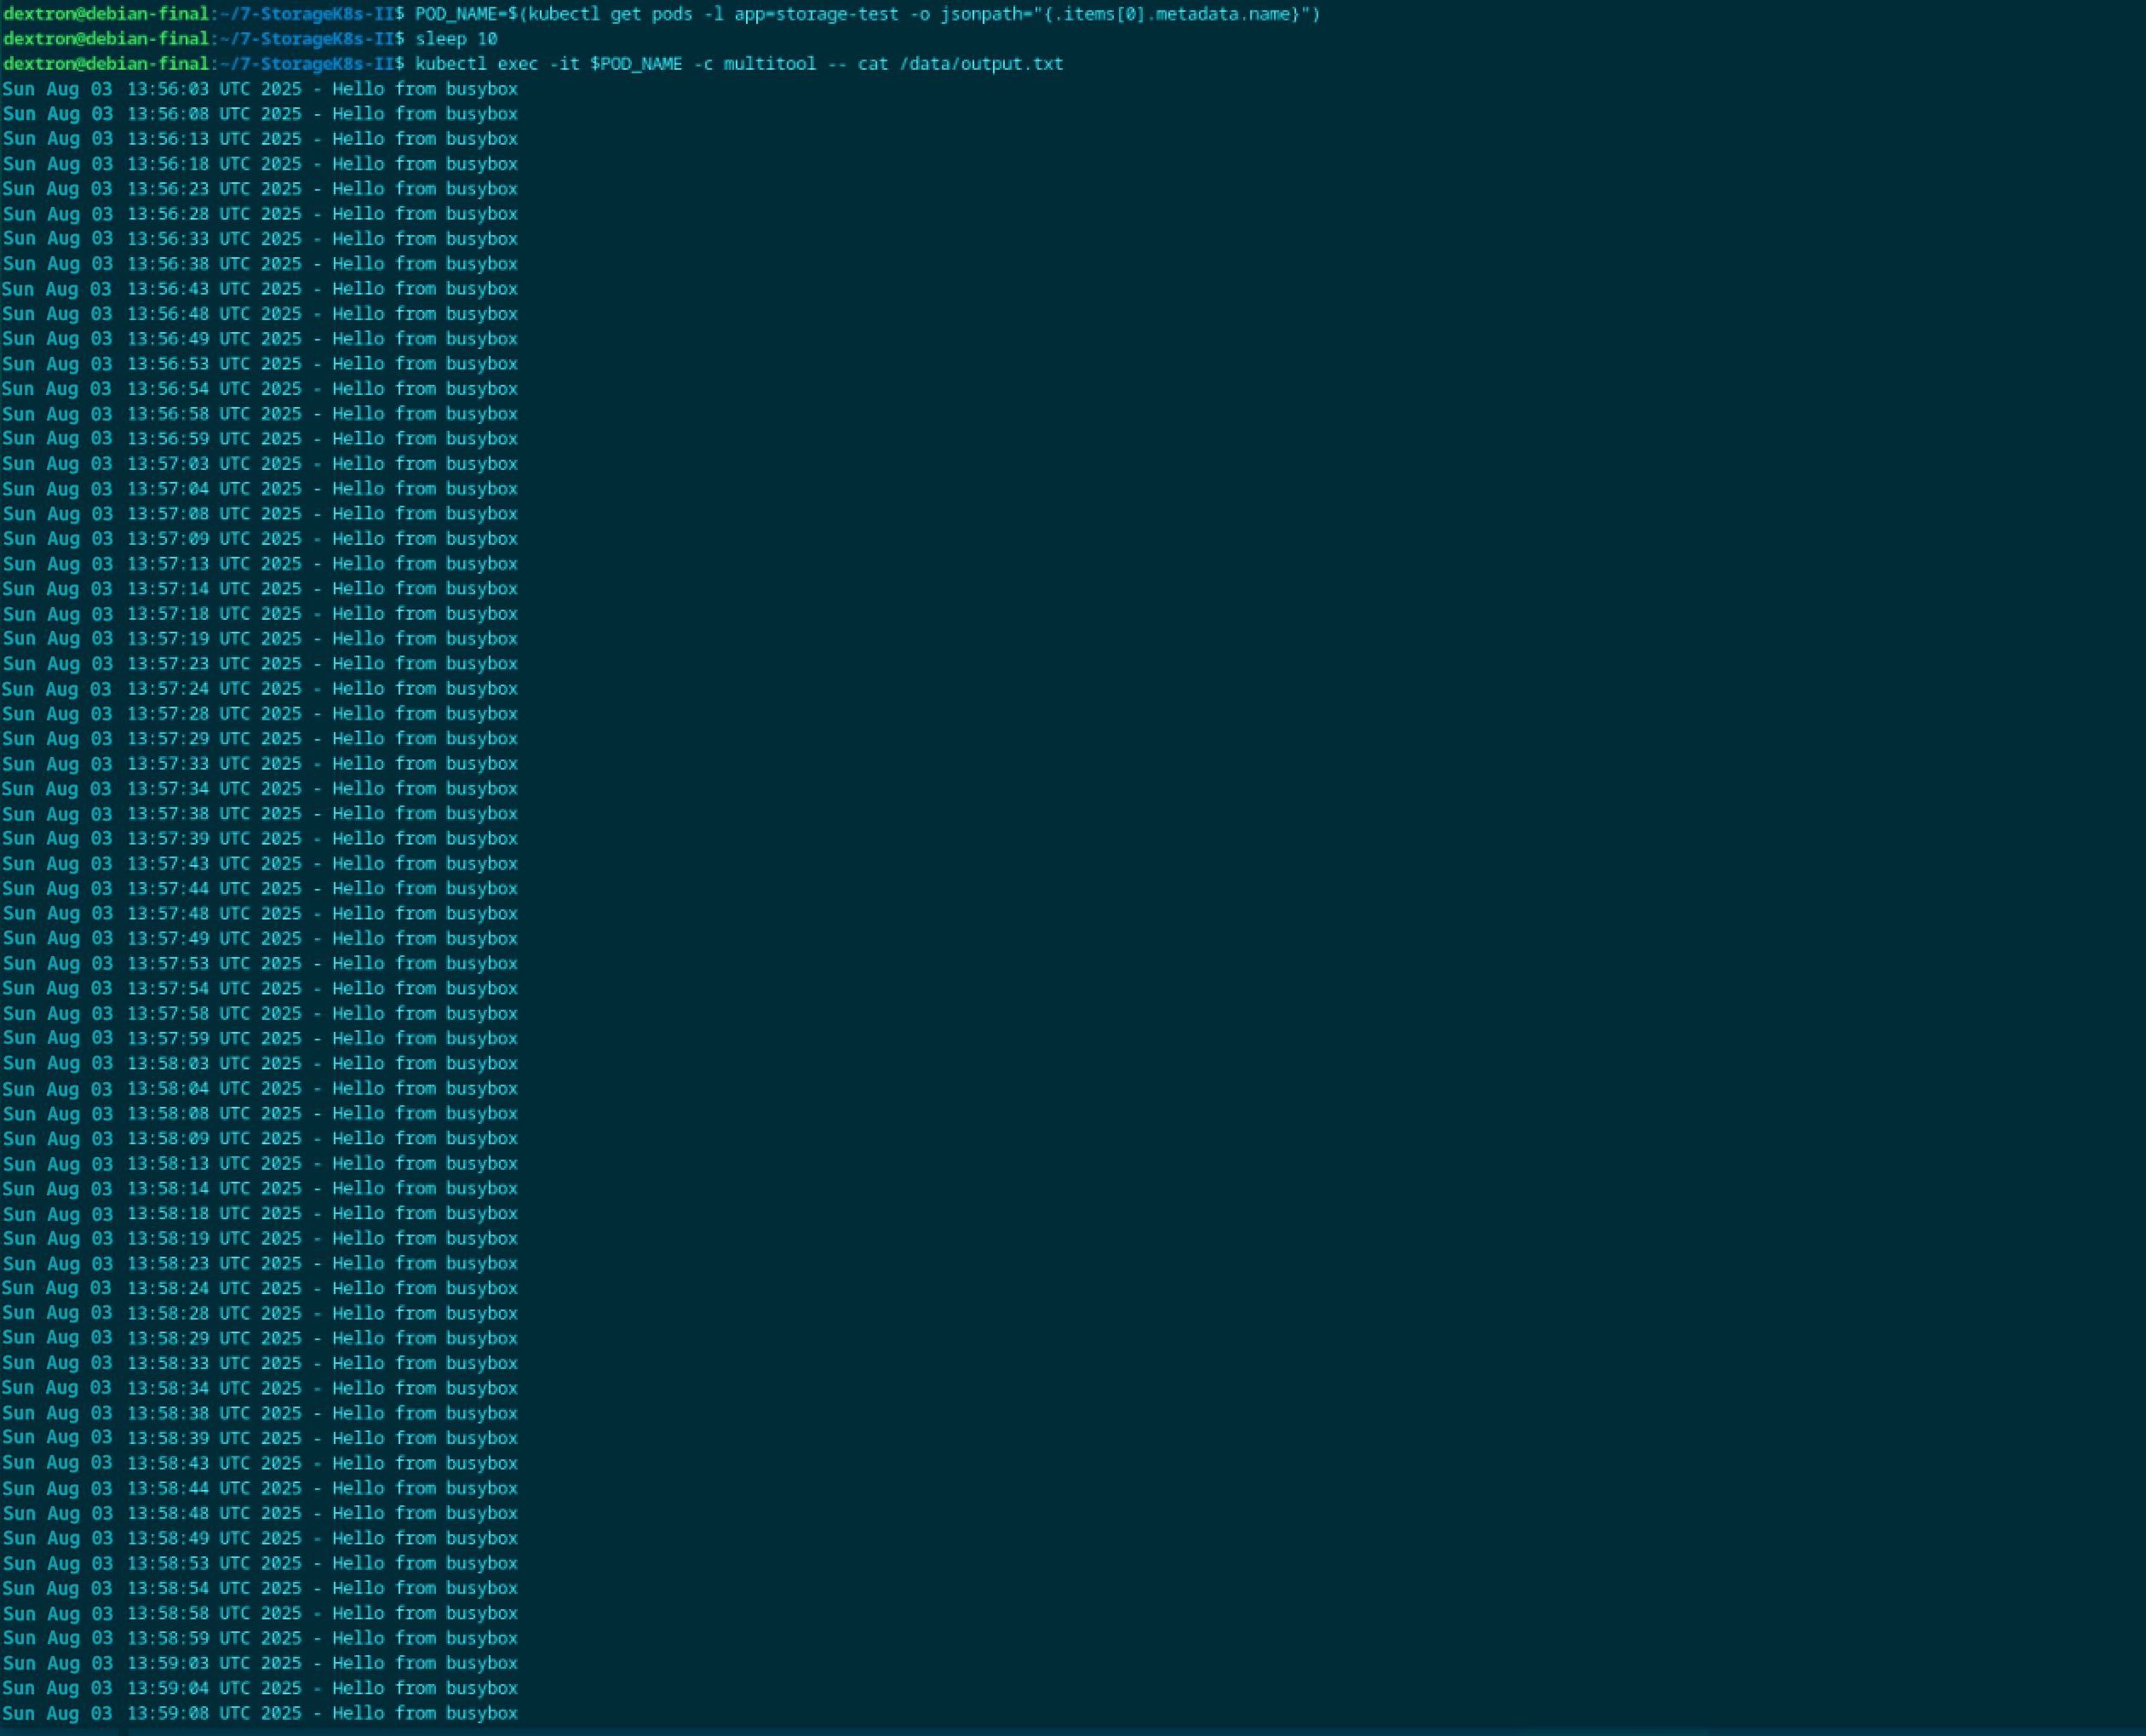 dextron@debian-final:~/7-StorageK8s-II$ POD_NAME=$(kubectl get pods -l app=storage-test -o jsonpath="{.items[0].metadata.name}")
dextron@debian-final:~/7-StorageK8s-II$ sleep 10
dextron@debian-final:~/7-StorageK8s-II$ kubectl exec -it $POD_NAME -c multitool -- cat /data/output.txt
Sun Aug 03 13:56:03 UTC 2025 - Hello from busybox
Sun Aug 03 13:56:08 UTC 2025 - Hello from busybox
Sun Aug 03 13:56:13 UTC 2025 - Hello from busybox
Sun Aug 03 13:56:18 UTC 2025 - Hello from busybox
Sun Aug 03 13:56:23 UTC 2025 - Hello from busybox
Sun Aug 03 13:56:28 UTC 2025 - Hello from busybox
Sun Aug 03 13:56:33 UTC 2025 - Hello from busybox
Sun Aug 03 13:56:38 UTC 2025 - Hello from busybox
Sun Aug 03 13:56:43 UTC 2025 - Hello from busybox
Sun Aug 03 13:56:48 UTC 2025 - Hello from busybox
Sun Aug 03 13:56:49 UTC 2025 - Hello from busybox
Sun Aug 03 13:56:53 UTC 2025 - Hello from busybox
Sun Aug 03 13:56:54 UTC 2025 - Hello from busybox
Sun Aug 03 13:56:58 UTC 2025 - Hello from busybox
Sun Aug 03 13:56:59 UTC 2025 - Hello from busybox
Sun Aug 03 13:57:03 UTC 2025 - Hello from busybox
Sun Aug 03 13:57:04 UTC 2025 - Hello from busybox
Sun Aug 03 13:57:08 UTC 2025 - Hello from busybox
Sun Aug 03 13:57:09 UTC 2025 - Hello from busybox
Sun Aug 03 13:57:13 UTC 2025 - Hello from busybox
Sun Aug 03 13:57:14 UTC 2025 - Hello from busybox
Sun Aug 03 13:57:18 UTC 2025 - Hello from busybox
Sun Aug 03 13:57:19 UTC 2025 - Hello from busybox
Sun Aug 03 13:57:23 UTC 2025 - Hello from busybox
Sun Aug 03 13:57:24 UTC 2025 - Hello from busybox
Sun Aug 03 13:57:28 UTC 2025 - Hello from busybox
Sun Aug 03 13:57:29 UTC 2025 - Hello from busybox
Sun Aug 03 13:57:33 UTC 2025 - Hello from busybox
Sun Aug 03 13:57:34 UTC 2025 - Hello from busybox
Sun Aug 03 13:57:38 UTC 2025 - Hello from busybox
Sun Aug 03 13:57:39 UTC 2025 - Hello from busybox
Sun Aug 03 13:57:43 UTC 2025 - Hello from busybox
Sun Aug 03 13:57:44 UTC 2025 - Hello from busybox
Sun Aug 03 13:57:48 UTC 2025 - Hello from busybox
Sun Aug 03 13:57:49 UTC 2025 - Hello from busybox
Sun Aug 03 13:57:53 UTC 2025 - Hello from busybox
Sun Aug 03 13:57:54 UTC 2025 - Hello from busybox
Sun Aug 03 13:57:58 UTC 2025 - Hello from busybox
Sun Aug 03 13:57:59 UTC 2025 - Hello from busybox
Sun Aug 03 13:58:03 UTC 2025 - Hello from busybox
Sun Aug 03 13:58:04 UTC 2025 - Hello from busybox
Sun Aug 03 13:58:08 UTC 2025 - Hello from busybox
Sun Aug 03 13:58:09 UTC 2025 - Hello from busybox
Sun Aug 03 13:58:13 UTC 2025 - Hello from busybox
Sun Aug 03 13:58:14 UTC 2025 - Hello from busybox
Sun Aug 03 13:58:18 UTC 2025 - Hello from busybox
Sun Aug 03 13:58:19 UTC 2025 - Hello from busybox
Sun Aug 03 13:58:23 UTC 2025 - Hello from busybox
Sun Aug 03 13:58:24 UTC 2025 - Hello from busybox
Sun Aug 03 13:58:28 UTC 2025 - Hello from busybox
Sun Aug 03 13:58:29 UTC 2025 - Hello from busybox
Sun Aug 03 13:58:33 UTC 2025 - Hello from busybox
Sun Aug 03 13:58:34 UTC 2025 - Hello from busybox
Sun Aug 03 13:58:38 UTC 2025 - Hello from busybox
Sun Aug 03 13:58:39 UTC 2025 - Hello from busybox
Sun Aug 03 13:58:43 UTC 2025 - Hello from busybox
Sun Aug 03 13:58:44 UTC 2025 - Hello from busybox
Sun Aug 03 13:58:48 UTC 2025 - Hello from busybox
Sun Aug 03 13:58:49 UTC 2025 - Hello from busybox
Sun Aug 03 13:58:53 UTC 2025 - Hello from busybox
Sun Aug 03 13:58:54 UTC 2025 - Hello from busybox
Sun Aug 03 13:58:58 UTC 2025 - Hello from busybox
Sun Aug 03 13:58:59 UTC 2025 - Hello from busybox
Sun Aug 03 13:59:03 UTC 2025 - Hello from busybox
Sun Aug 03 13:59:04 UTC 2025 - Hello from busybox
Sun Aug 03 13:59:08 UTC 2025 - Hello from busybox